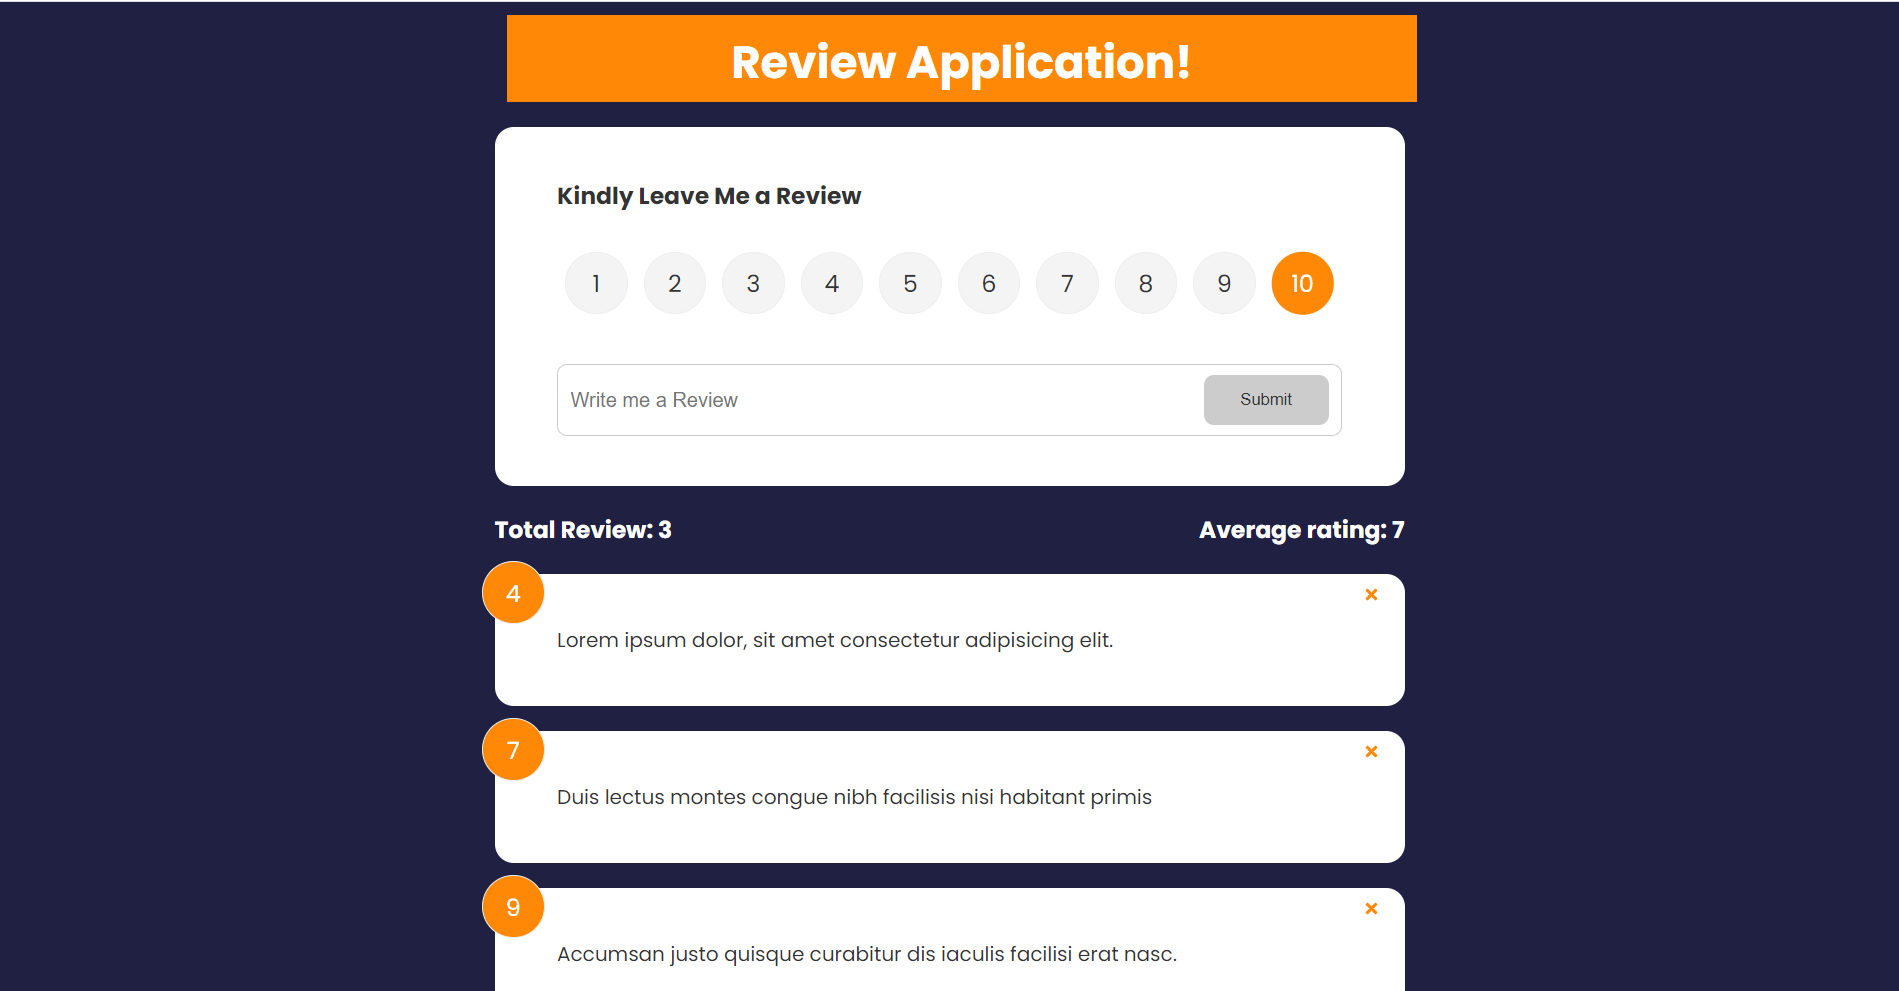 Review Application!
Kindly Leave Me a Review
1 2 3 4 5 6 7 8 9 10
Write me a Review Submit
Total Review: 3 Average rating: 7
4
Lorem ipsum dolor, sit amet consectetur adipisicing elit.
7
Duis lectus montes congue nibh facilisis nisi habitant primis
9
Accumsan justo quisque curabitur dis iaculis facilisi erat nasc.